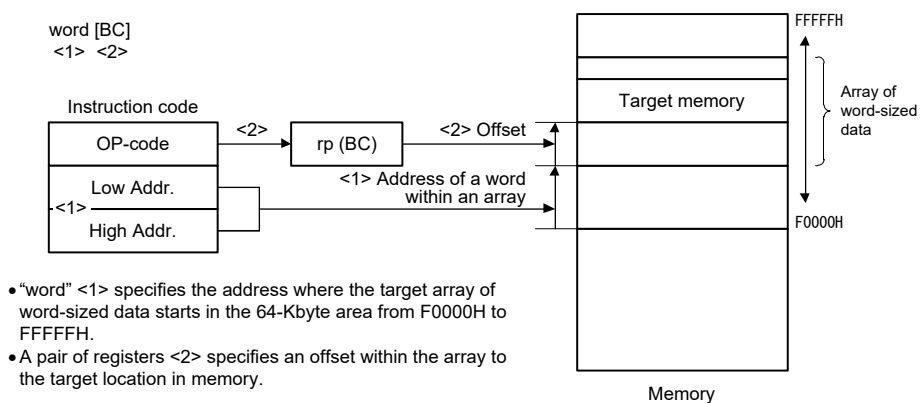 word [BC]
<1> <2>
Instruction code
OP-code
Low Addr.
<1>
High Addr.
<2>
rp (BC)
<2> Offset
<1> Address of a word
within an array
Target memory
FFFFFH
Array of
word-sized
data
F0000H
Memory
•“word” <1> specifies the address where the target array of
word-sized data starts in the 64-Kbyte area from F0000H to
FFFFFH.
•A pair of registers <2> specifies an offset within the array to
the target location in memory.